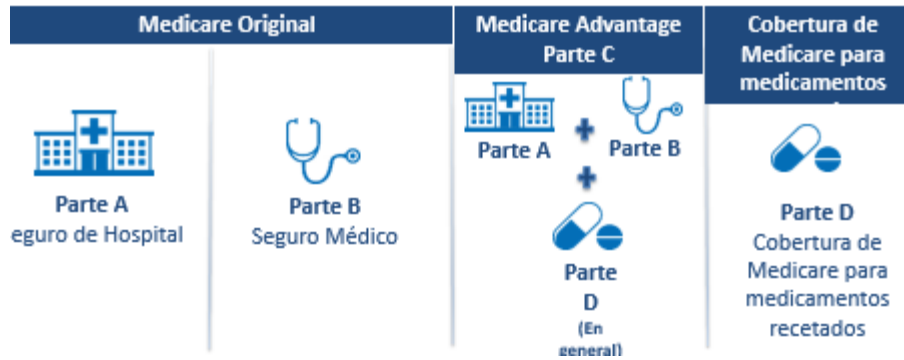 Medicare Original
Parte A
eguro de Hospital
Parte B
Seguro Médico
Medicare Advantage
Parte C
Parte A
Parte B
Parte
D
(En
general)
Cobertura de
Medicare para
medicamentos
Parte D
Cobertura de
Medicare para
medicamentos
recetados